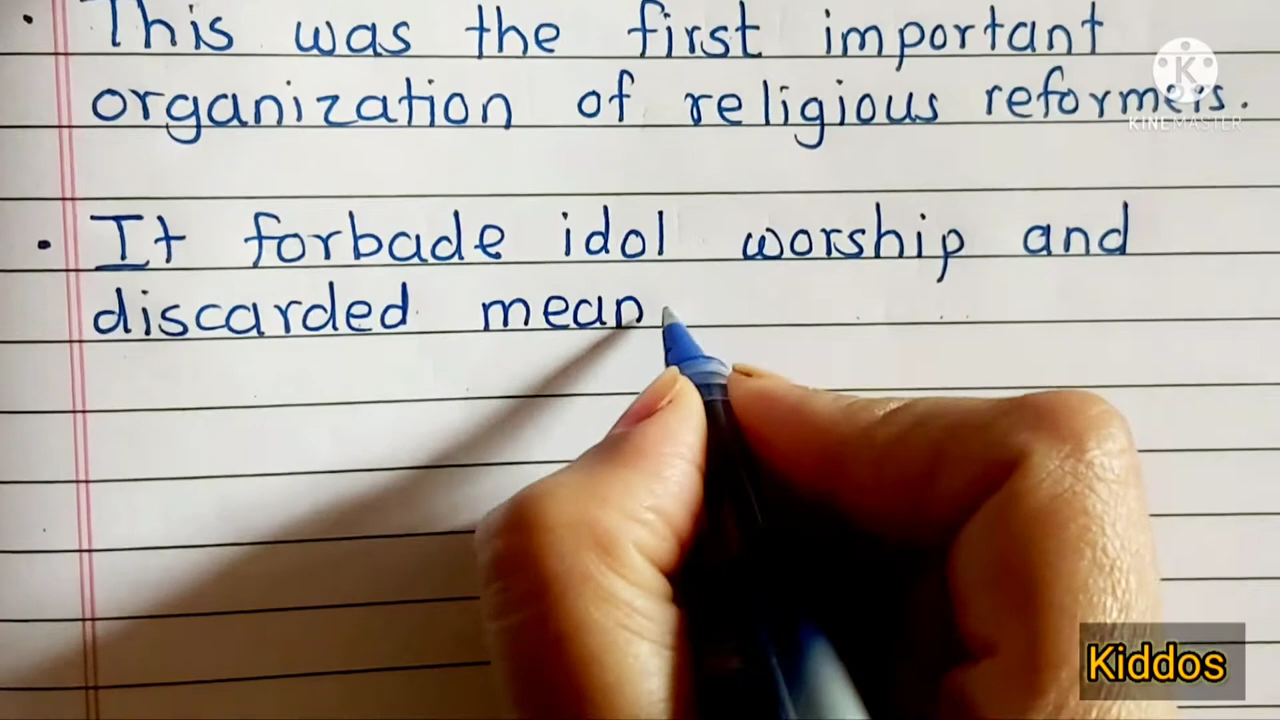 • This was the first important
organization of religious reformers.
• It forbade idol worship and
discarded mean
K
KINEMASTER
Kiddos